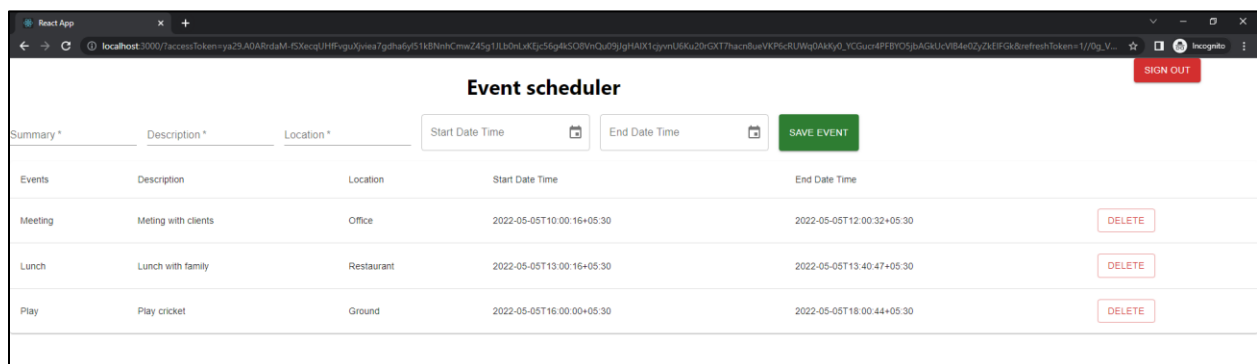 React App
Incognito
SIGN OUT
Event scheduler
Summary * Description * Location * Start Date Time End Date Time SAVE EVENT
Events Description Location Start Date Time End Date Time
Meeting Meting with clients Office 2022-05-05T10:00:16+05:30 2022-05-05T12:00:32+05:30 DELETE
Lunch Lunch with family Restaurant 2022-05-05T13:00:16+05:30 2022-05-05T13:40:47+05:30 DELETE
Play Play cricket Ground 2022-05-05T16:00:00+05:30 2022-05-05T18:00:44+05:30 DELETE